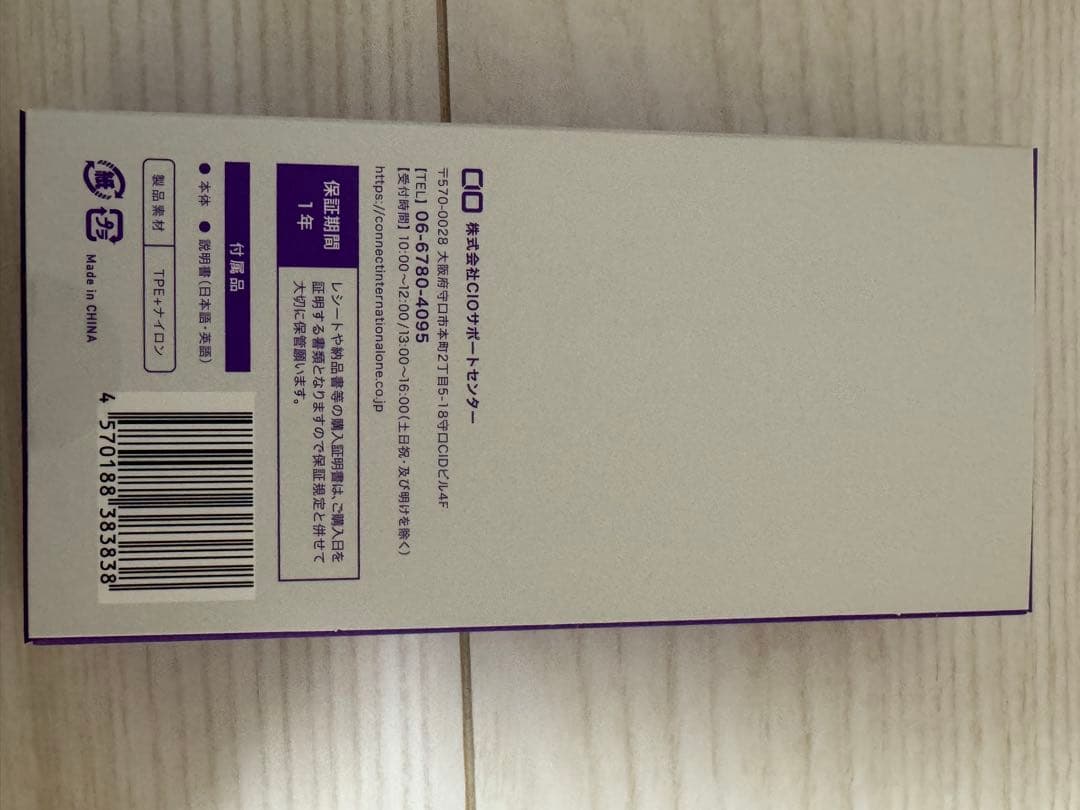 CIO 株式会社CIOサポートセンター
〒570-0028 大阪府守口市本町2丁目5-18守口CIDビル4F
【TEL】06-6780-4095
【受付時間】10:00〜12:00/13:00〜16:00(土日祝・及び明けを除く)
https://connectinternationalone.co.jp
保証期間
1年
レシートや納品書等の購入証明書は、ご購入日を
証明する書類となりますので保証規定と併せて
大切に保管願います。
付属品
●本体 ●説明書(日本語・英語)
製品素材 TPE+ナイロン
紙 プラ Made in CHINA
4 570188 383838